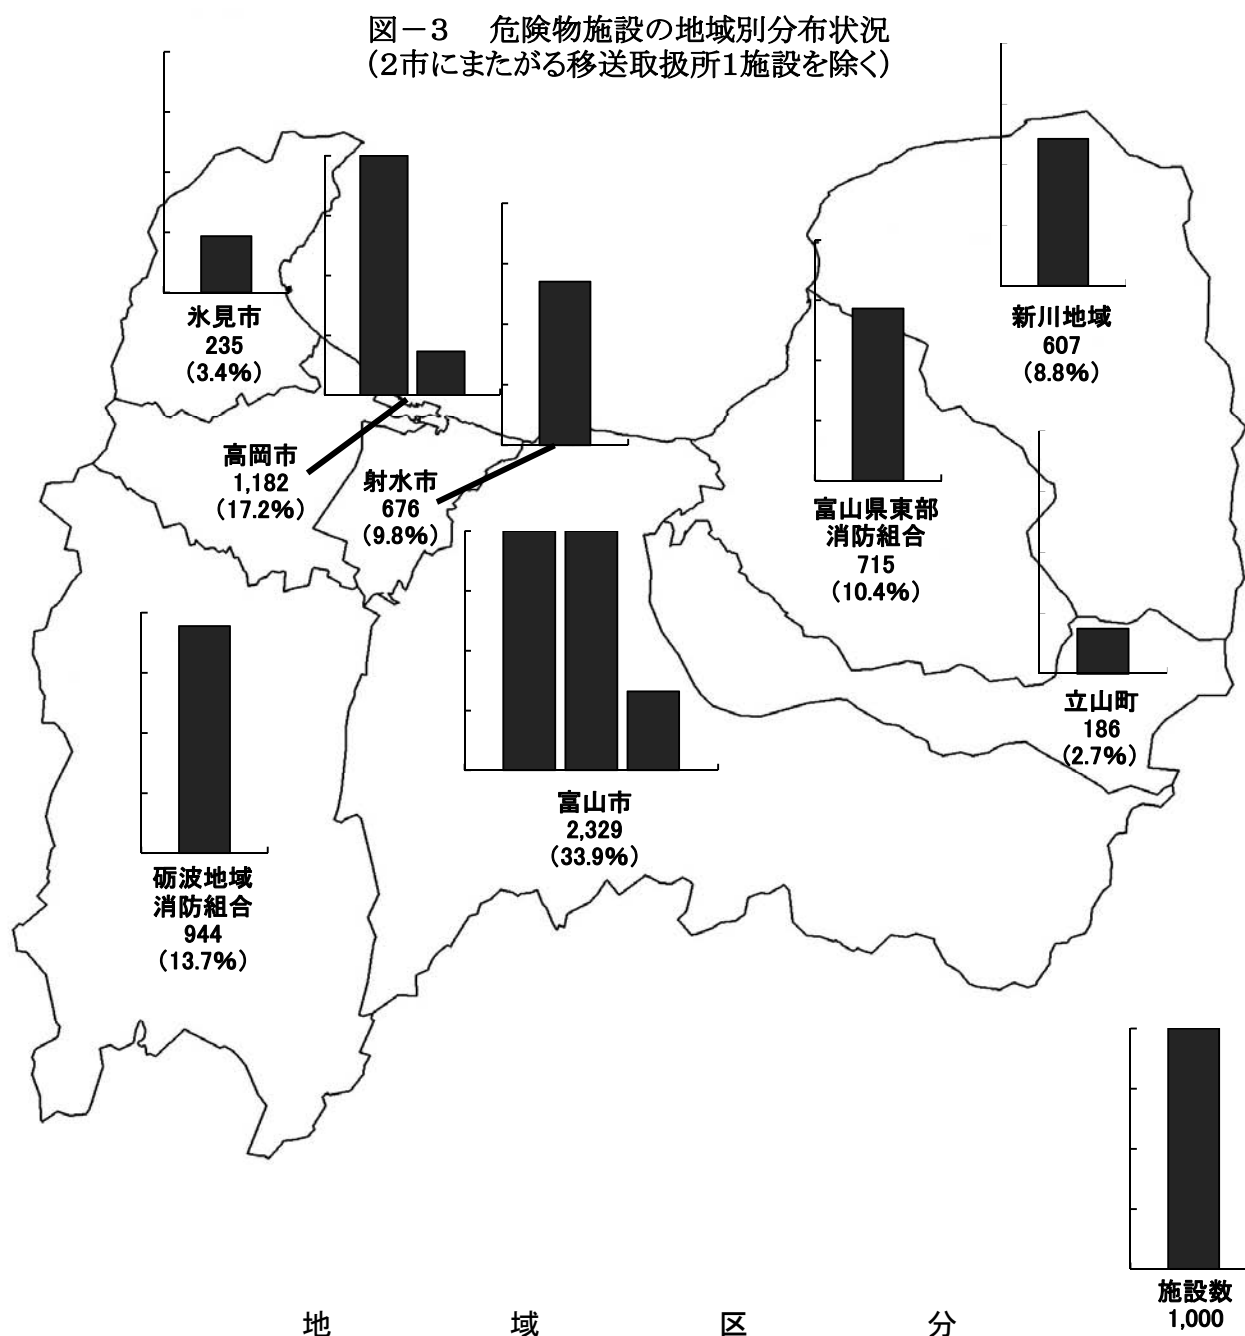 図－3　危険物施設の地域別分布状況
（2市にまたがる移送取扱所1施設を除く）
氷見市
235
（3.4%）
高岡市
1,182
（17.2%）
射水市
676
（9.8%）
新川地域
607
（8.8%）
富山県東部
消防組合
715
（10.4%）
立山町
186
（2.7%）
富山市
2,329
（33.9%）
砺波地域
消防組合
944
（13.7%）
施設数
1,000
地　域　区　分